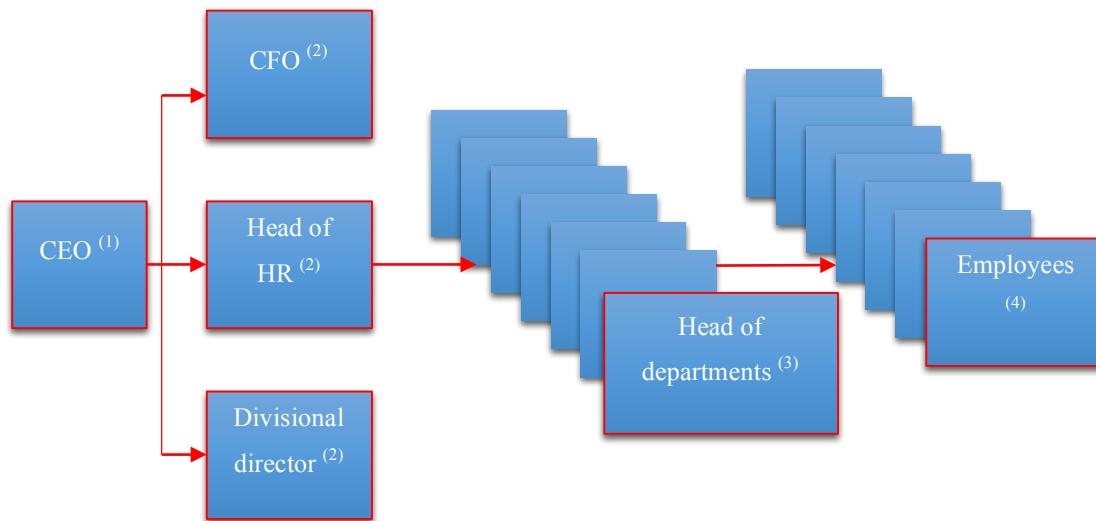 CFO (2)
CEO (1)
Head of
HR (2)
Divisional
director (2)
Head of
departments (3)
Employees
(4)